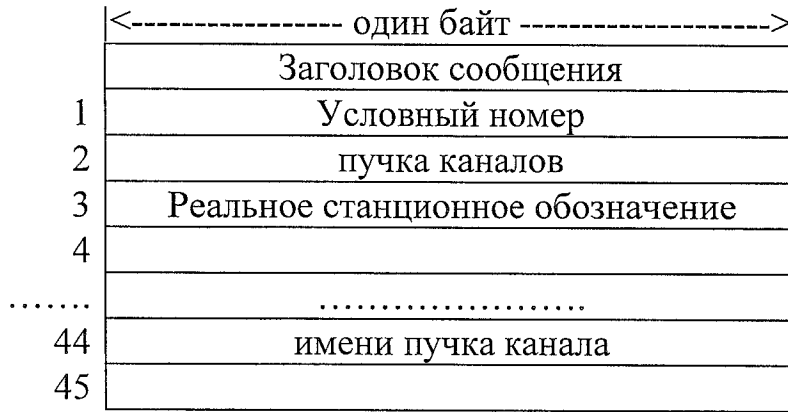 <---------------- один байт ------------------>
Заголовок сообщения
1 Условный номер
2 пучка каналов
3 Реальное станционное обозначение
4
……. ………………….
44 имени пучка канала
45